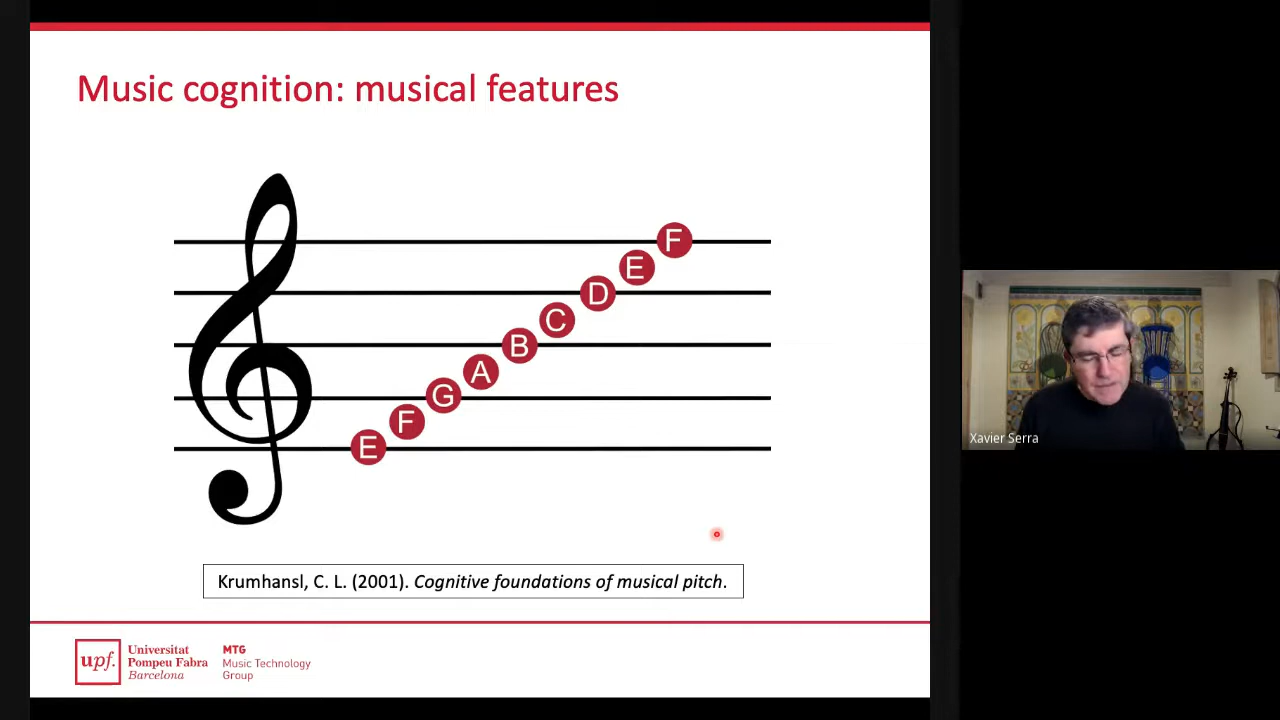 Music cognition: musical features
F
E
D
C
B
A
G
F
E
Krumhansl, C. L. (2001). Cognitive foundations of musical pitch.
upf.
Universitat
Pompeu Fabra
Barcelona
MTG
Music Technology
Group
Xavier Serra